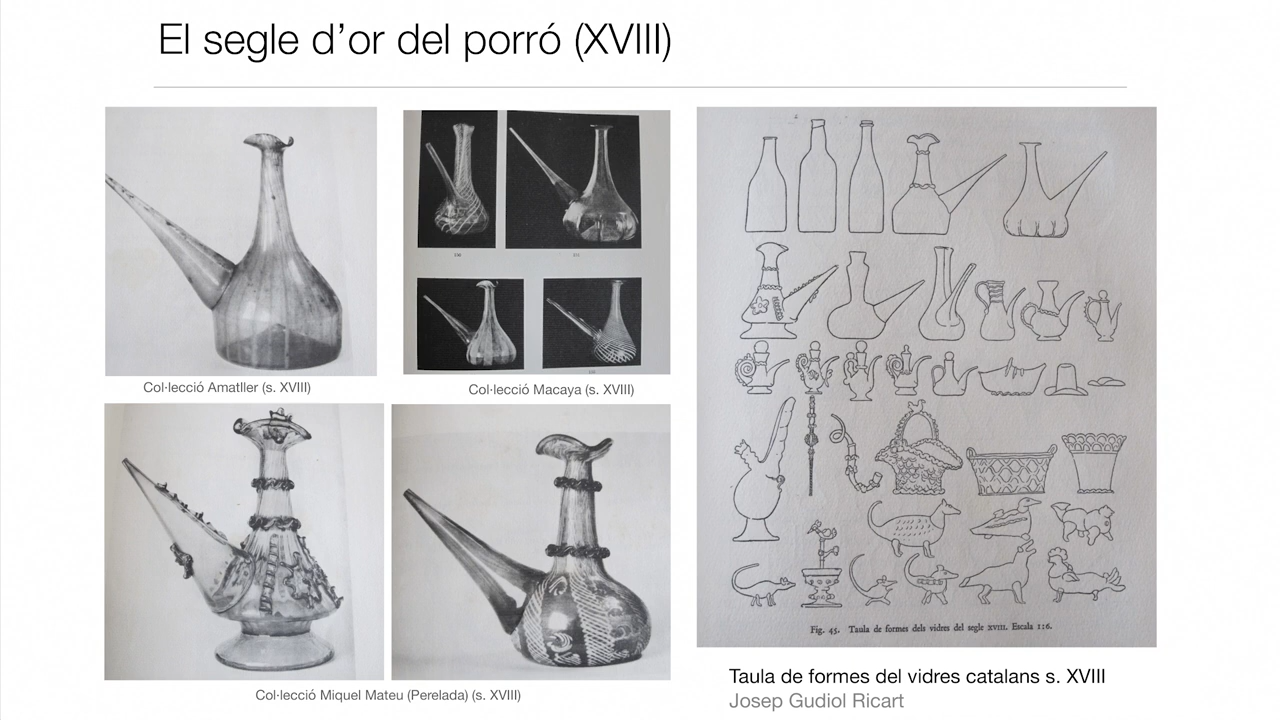 El segle d’or del porró (XVIII)
Col·lecció Amatller (s. XVIII)
Col·lecció Macaya (s. XVIII)
Col·lecció Miquel Mateu (Perelada) (s. XVIII)
Fig. 45. Taula de formes dels vidres del segle XVIII. Escala 1:16.
Taula de formes del vidres catalans s. XVIII
Josep Gudiol Ricart